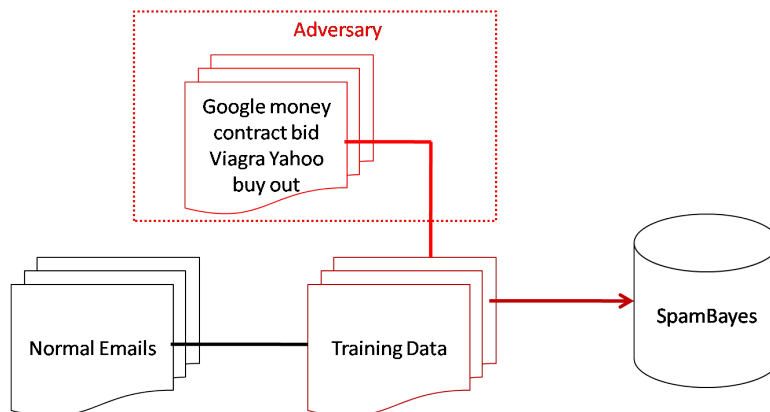 Adversary
Google money
contract bid
Viagra Yahoo
buy out
Normal Emails
Training Data
SpamBayes